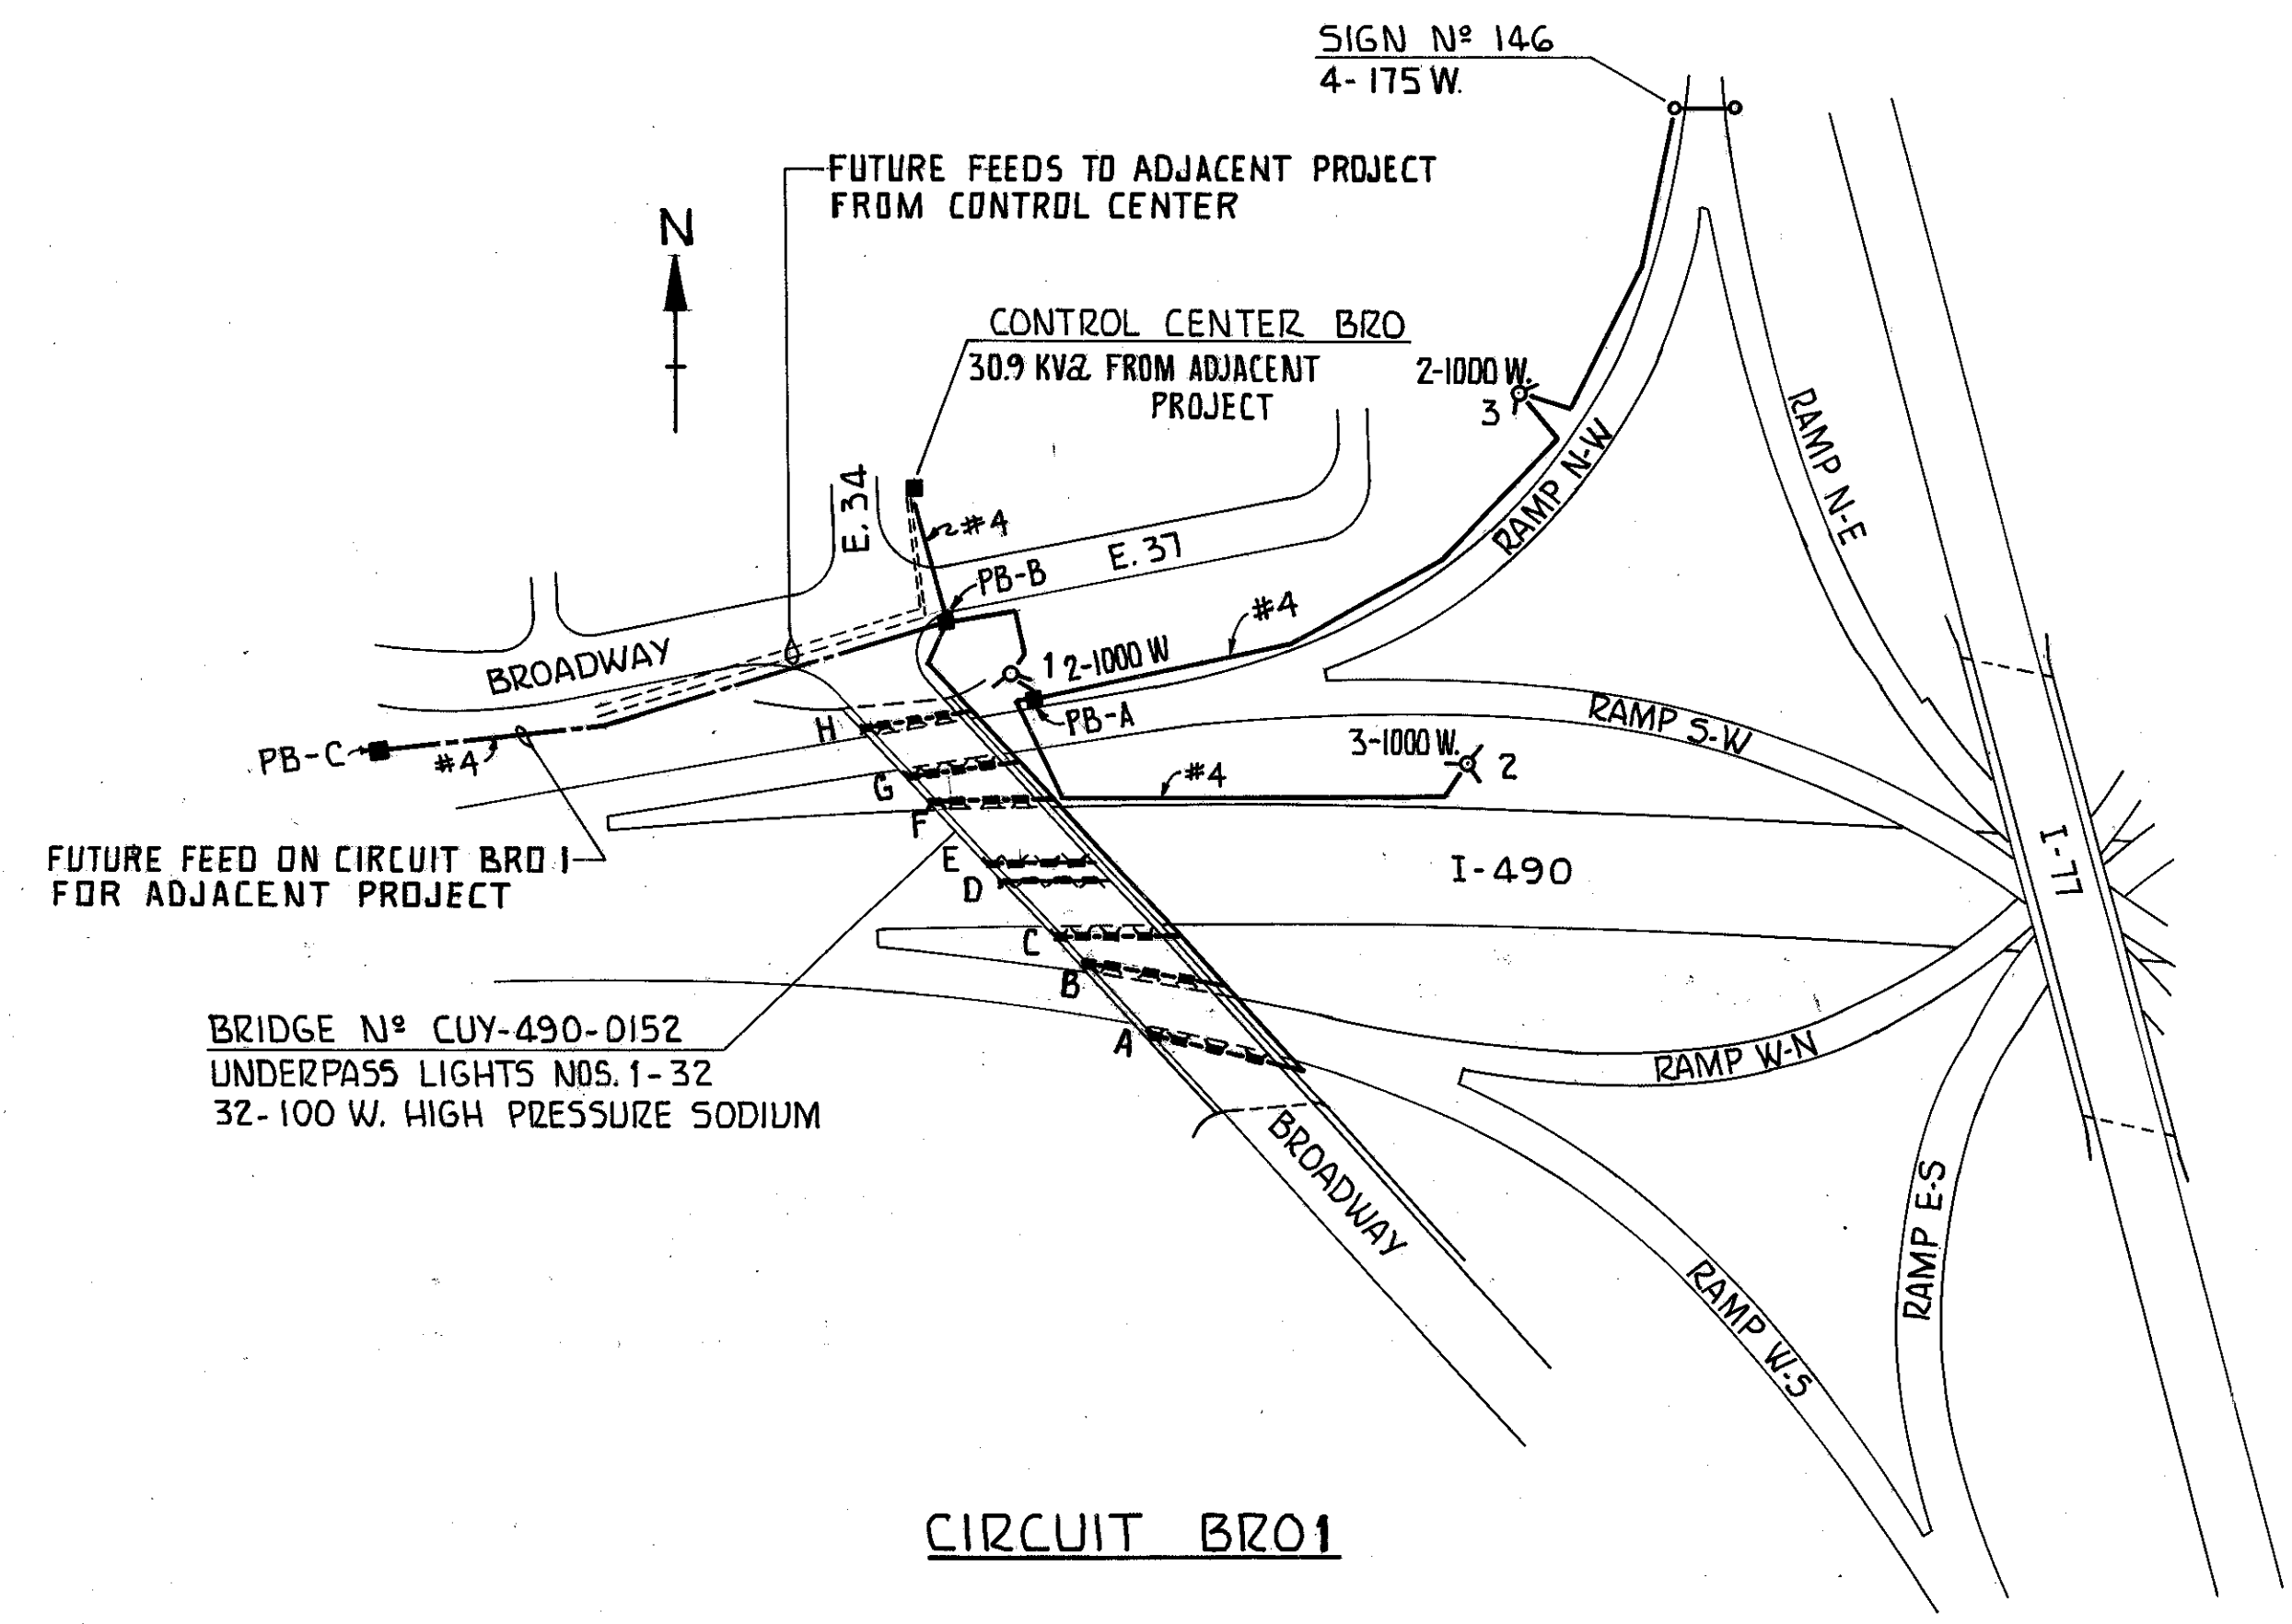 SIGN Nº 146
4-175 W.
FUTURE FEEDS TO ADJACENT PROJECT
FROM CONTROL CENTER
N
CONTROL CENTER BRO
30.9 KVa FROM ADJACENT
PROJECT
2-1000 W.
3
RAMP N-W
RAMP N-E
E. 34
#4
E. 37
PB-B
#4
BROADWAY
1 2-1000 W
PB-A
RAMP S-W
H
PB-C
#4
3-1000 W.
2
#4
G
F
I-77
FUTURE FEED ON CIRCUIT BRO 1
FOR ADJACENT PROJECT
E
D
I-490
C
B
A
BRIDGE Nº CUY-490-0152
UNDERPASS LIGHTS NOS. 1-32
32-100 W. HIGH PRESSURE SODIUM
RAMP W-N
BROADWAY
RAMP E-S
RAMP W-S
CIRCUIT BRO1